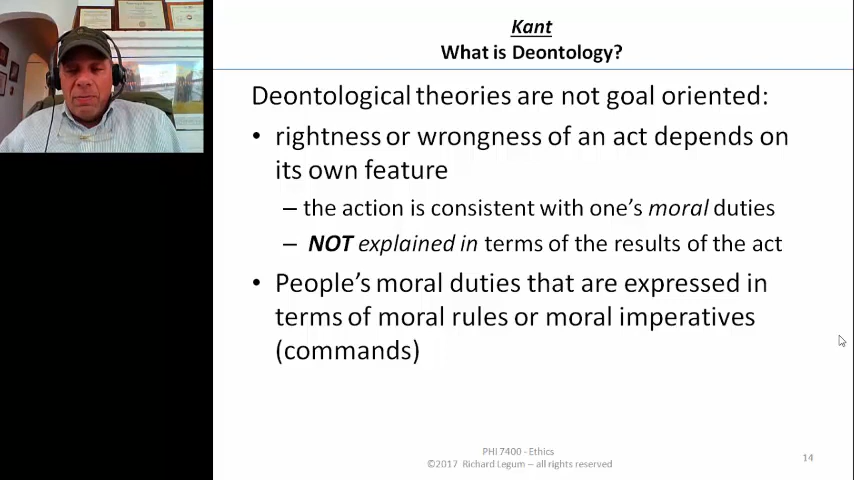 Kant
What is Deontology?
Deontological theories are not goal oriented:
• rightness or wrongness of an act depends on
its own feature
– the action is consistent with one's moral duties
– NOT explained in terms of the results of the act
• People's moral duties that are expressed in
terms of moral rules or moral imperatives
(commands)
PHI 7400 - Ethics
©2017 Richard Legum – all rights reserved
14